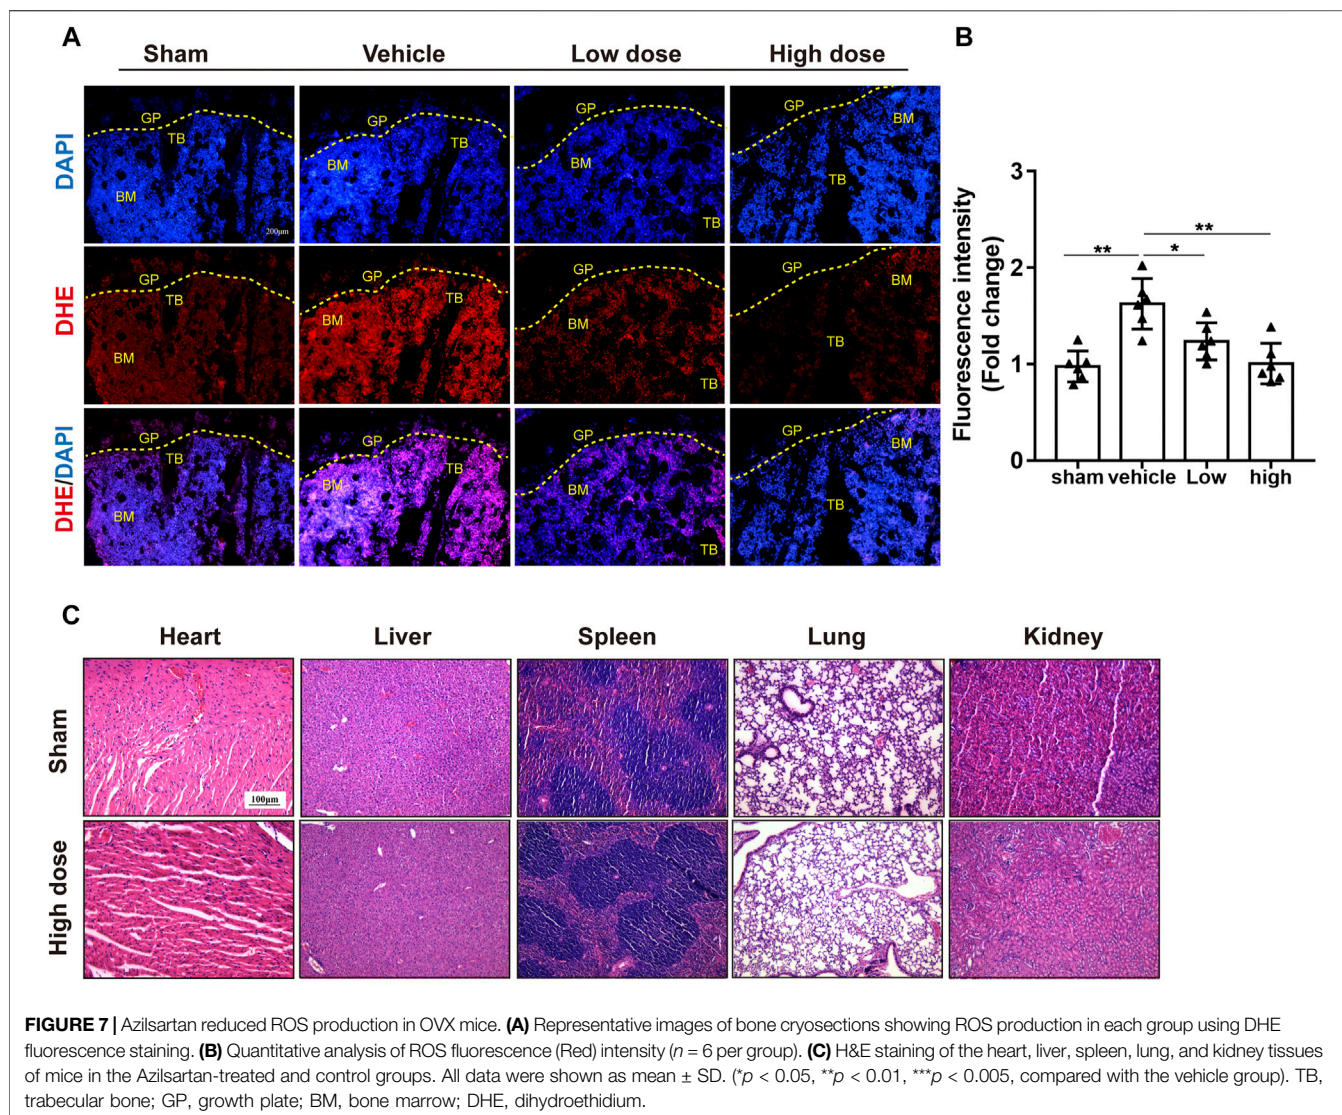 A
Sham Vehicle Low dose High dose
DAPI
GP TB BM 200μm
GP TB BM
GP BM TB
GP BM TB
DHE
GP TB BM
GP TB BM
GP BM TB
GP BM TB
DHE/DAPI
GP TB BM
GP TB BM
GP BM TB
GP BM TB
B
Fluorescence intensity
(Fold change)
3
2
1
0
** * **
sham vehicle Low high
C
Heart Liver Spleen Lung Kidney
Sham
100μm
High dose
FIGURE 7 | Azilsartan reduced ROS production in OVX mice. (A) Representative images of bone cryosections showing ROS production in each group using DHE
fluorescence staining. (B) Quantitative analysis of ROS fluorescence (Red) intensity (n = 6 per group). (C) H&E staining of the heart, liver, spleen, lung, and kidney tissues
of mice in the Azilsartan-treated and control groups. All data were shown as mean ± SD. (*p < 0.05, **p < 0.01, ***p < 0.005, compared with the vehicle group). TB,
trabecular bone; GP, growth plate; BM, bone marrow; DHE, dihydroethidium.